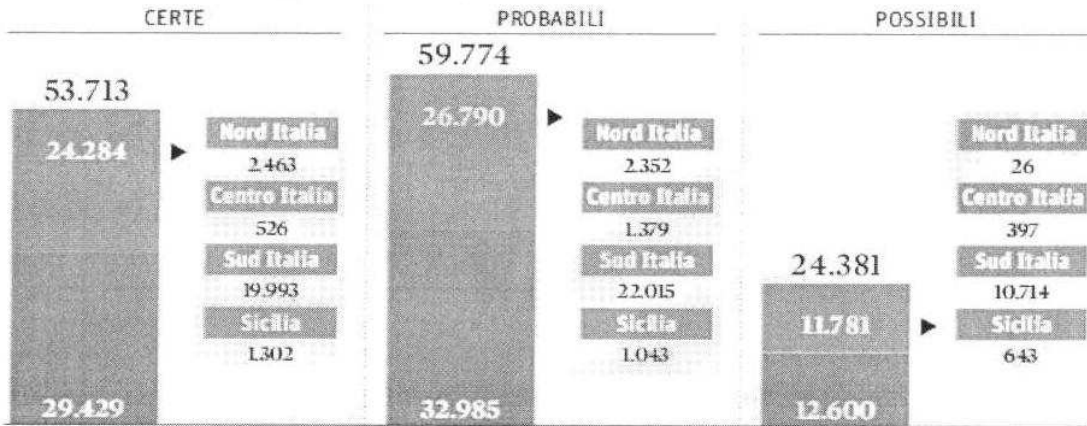 CERTE
53.713
24.284
Nord Italia
2.463
Centro Italia
526
Sud Italia
19.993
Sicilia
1.302
29.429
PROBABILI
59.774
26.790
Nord Italia
2.352
Centro Italia
1.379
Sud Italia
22.015
Sicilia
1.043
32.985
POSSIBILI
24.381
11.781
Nord Italia
26
Centro Italia
397
Sud Italia
10.714
Sicilia
643
12.600